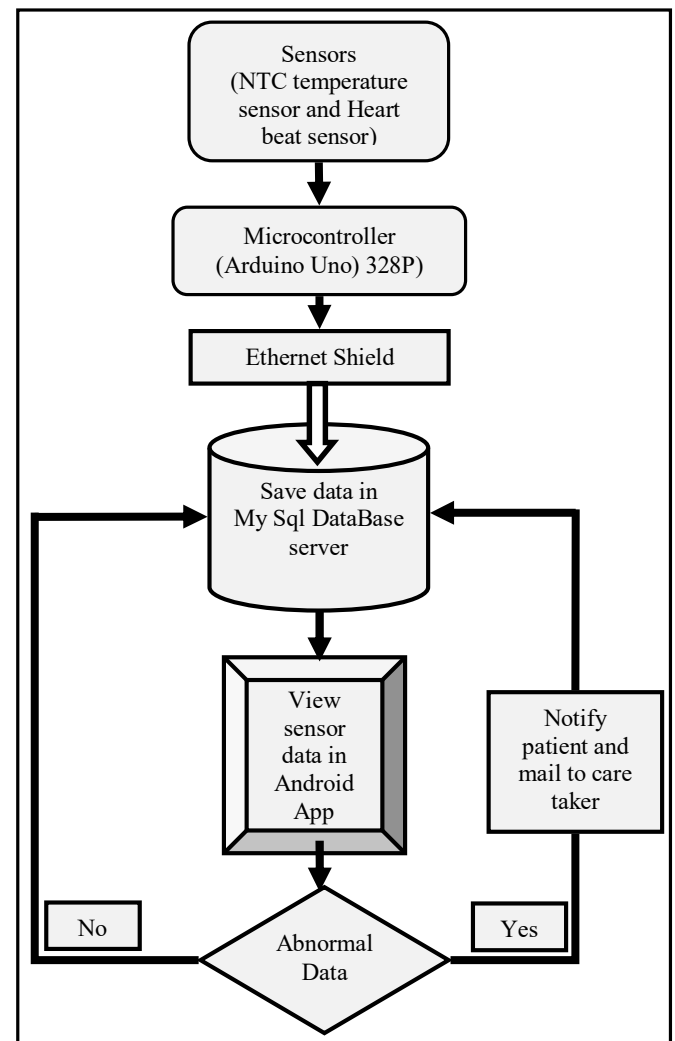 Sensors
(NTC temperature
sensor and Heart
beat sensor)
Microcontroller
(Arduino Uno) 328P)
Ethernet Shield
Save data in
My Sql DataBase
server
View
sensor
data in
Android
App
Notify
patient and
mail to care
taker
No
Yes
Abnormal
Data